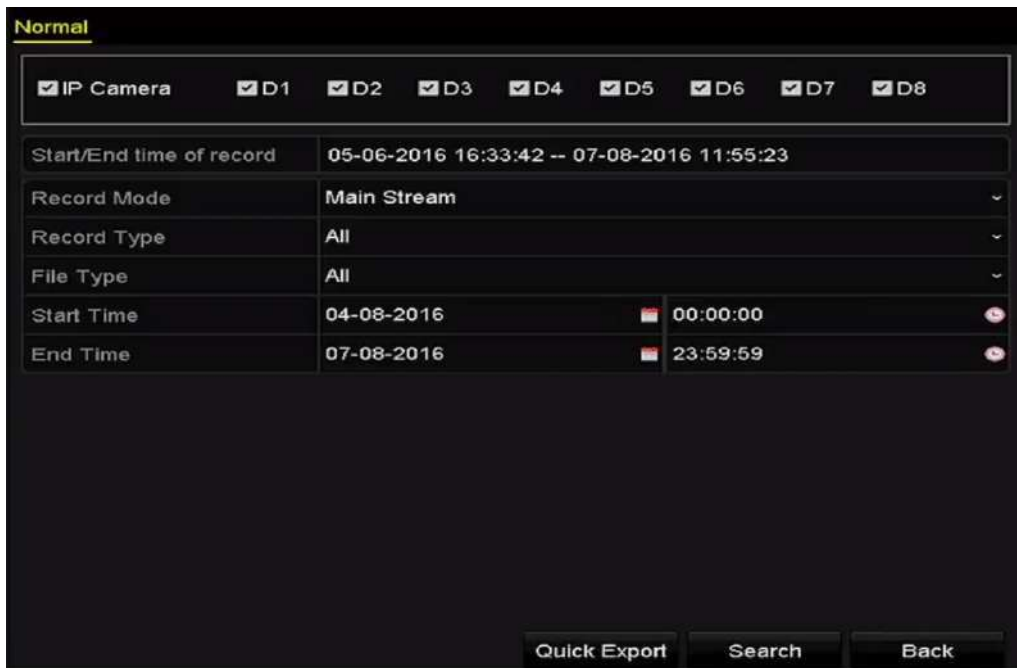 Normal
IP Camera D1 D2 D3 D4 D5 D6 D7 D8
Start/End time of record 05-06-2016 16:33:42 -- 07-08-2016 11:55:23
Record Mode Main Stream
Record Type All
File Type All
Start Time 04-08-2016 00:00:00
End Time 07-08-2016 23:59:59
Quick Export Search Back